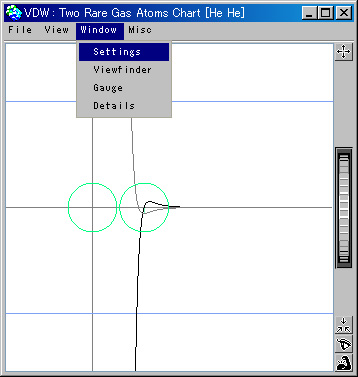 VDW : Two Rare Gas Atoms Chart [He He]
File View Window Misc
Settings
Viewfinder
Gauge
Details